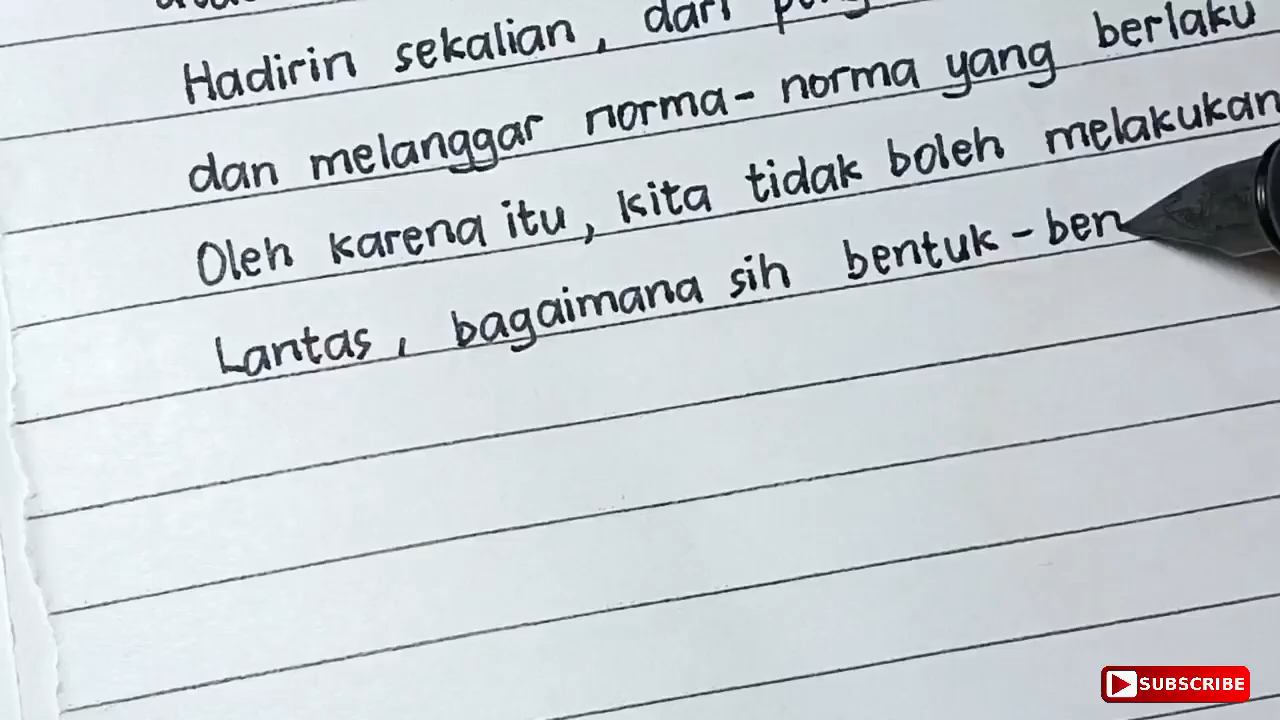 Hadirin sekalian, dari
dan melanggar norma-norma yang berlaku
Oleh karena itu, kita tidak boleh melakukan
Lantas, bagaimana sih bentuk-ben
SUBSCRIBE